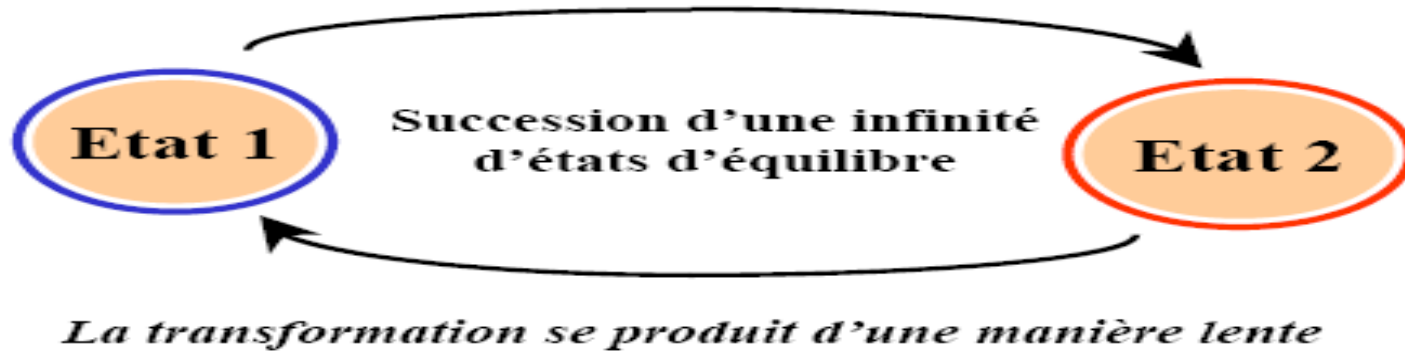 Etat 1
Succession d'une infinité
d'états d'équilibre
Etat 2
La transformation se produit d'une manière lente